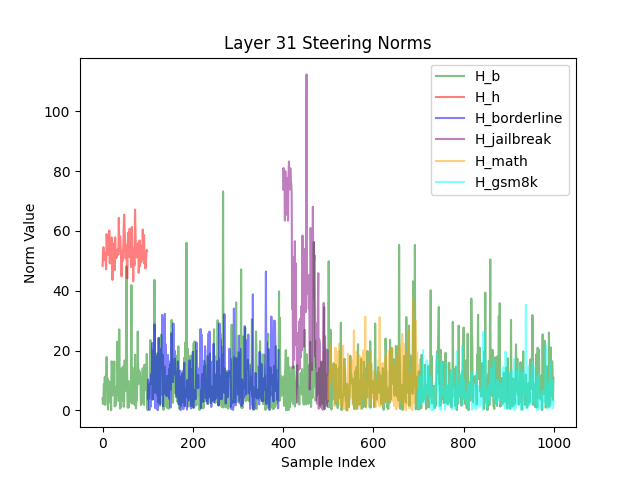 Layer 31 Steering Norms
H_b
H_h
H_borderline
H_jailbreak
H_math
H_gsm8k
Norm Value
100
80
60
40
20
0
0 200 400 600 800 1000
Sample Index